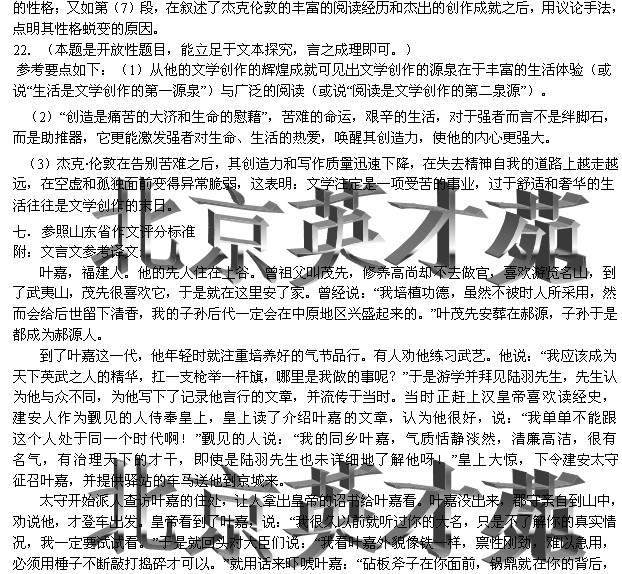 的性格；又如第（7）段，在叙述了杰克伦敦的丰富的阅读经历和杰出的创作成就之后，用议论手法，
点明其性格蜕变的原因。
22. （本题是开放性题目，能立足于文本探究，言之成理即可。）
参考要点如下：（1）从他的文学创作的辉煌成就可见出文学创作的源泉在于丰富的生活体验（或
说“生活是文学创作的第一源泉”）与广泛的阅读（或说“阅读是文学创作的第二泉源”）。
（2）“创造是痛苦的大济和生命的慰藉”，苦难的命运，艰辛的生活，对于强者而言不是绊脚石，
而是助推器，它更能激发强者对生命、生活的热爱，唤醒其创造力，使他的内心更强大。
（3）杰克·伦敦在告别苦难之后，其创造力和写作质量迅速下降，在失去精神自我的道路上越走越
远，在空虚和孤独面前变得异常脆弱，这表明：文学注定是一项受苦的事业，过于舒适和奢华的生
活往往是文学创作的末日。
七．参照山东省作文评分标准
附：文言文参考译文
叶嘉，福建人。他的先人住在上谷。曾祖父叫茂先，修养高尚却不去做官，喜欢游览名山，到
了武夷山，茂先很喜欢它，于是就在这里安了家。曾经说：“我培植功德，虽然不被时人所采用，然
而会给后世留下清香，我的子孙后代一定会在中原地区兴盛起来的。”叶茂先安葬在郝源，子孙于是
都成为郝源人。
到了叶嘉这一代，他年轻时就注重培养好的气节品行。有人劝他练习武艺。他说：“我应该成为
天下英武之人的精华，扛一支枪举一杆旗，哪里是我做的事呢？”于是游学并拜见陆羽先生，先生认
为他与众不同，为他写下了记录他言行的文章，并流传于当时。当时正赶上汉皇帝喜欢读经史，
建安人作为觐见的人侍奉皇上，皇上读了介绍叶嘉的文章，认为他很好，说：“我单单不能跟
这个人处于同一个时代啊！”觐见的人说：“我的同乡叶嘉，气质恬静淡然，清廉高洁，很有
名气，有治理天下的才干，即使是陆羽先生也未详细地了解他呀！”皇上大惊，下令建安太守
征召叶嘉，并提供驿站的车马送他到京城来。
太守开始派人查访叶嘉的住处，让人拿出皇帝的诏书给叶嘉看，叶嘉没出来。那守亲自到山中，
劝说他，才登车出发。皇帝看到了叶嘉，说：“我很久以前就听过你的大名，只是不了解你的真实情
况，我一定要试试看。”于是就回头对大臣们说：“我看叶嘉外貌像铁一样，禀性刚劲，难以急用，
必须用棰子不断敲打捣碎才可以。”就用话来吓唬叶嘉：“砧板斧子在你面前，锅鼎就在你的背后，
北京英才苑
北京英才苑